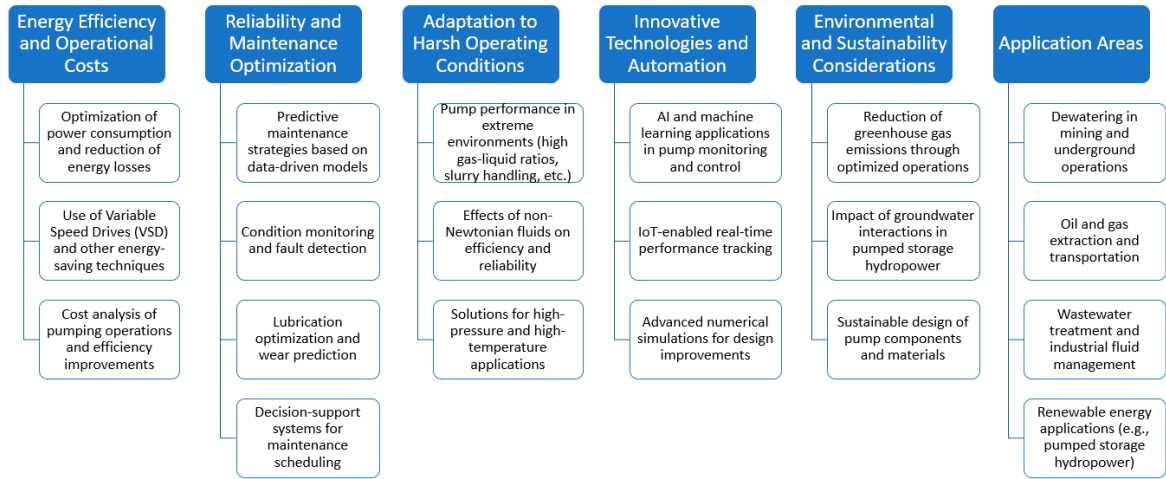 Energy Efficiency
and Operational
Costs
Optimization of
power consumption
and reduction of
energy losses
Use of Variable
Speed Drives (VSD)
and other energy-
saving techniques
Cost analysis of
pumping operations
and efficiency
improvements
Reliability and
Maintenance
Optimization
Predictive
maintenance
strategies based on
data-driven models
Condition monitoring
and fault detection
Lubrication
optimization and
wear prediction
Decision-support
systems for
maintenance
scheduling
Adaptation to
Harsh Operating
Conditions
Pump performance in
extreme
environments (high
gas-liquid ratios,
slurry handling, etc.)
Effects of non-
Newtonian fluids on
efficiency and
reliability
Solutions for high-
pressure and high-
temperature
applications
Innovative
Technologies and
Automation
AI and machine
learning applications
in pump monitoring
and control
IoT-enabled real-time
performance tracking
Advanced numerical
simulations for design
improvements
Environmental
and Sustainability
Considerations
Reduction of
greenhouse gas
emissions through
optimized operations
Impact of groundwater
interactions in
pumped storage
hydropower
Sustainable design of
pump components
and materials
Application Areas
Dewatering in
mining and
underground
operations
Oil and gas
extraction and
transportation
Wastewater
treatment and
industrial fluid
management
Renewable energy
applications (e.g.,
pumped storage
hydropower)